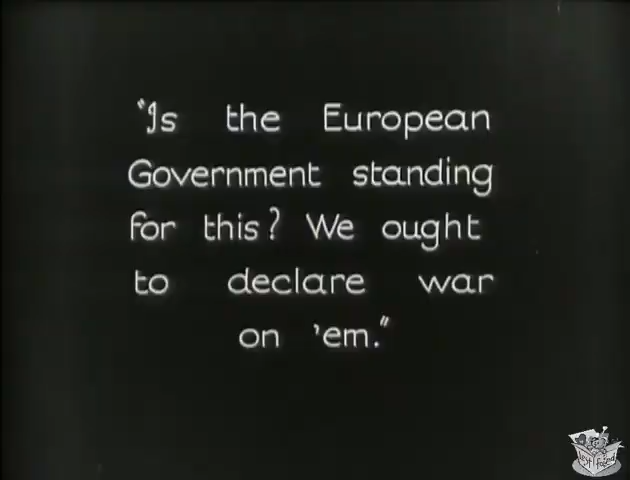 "Is the European
Government standing
for this? We ought
to declare war
on 'em."